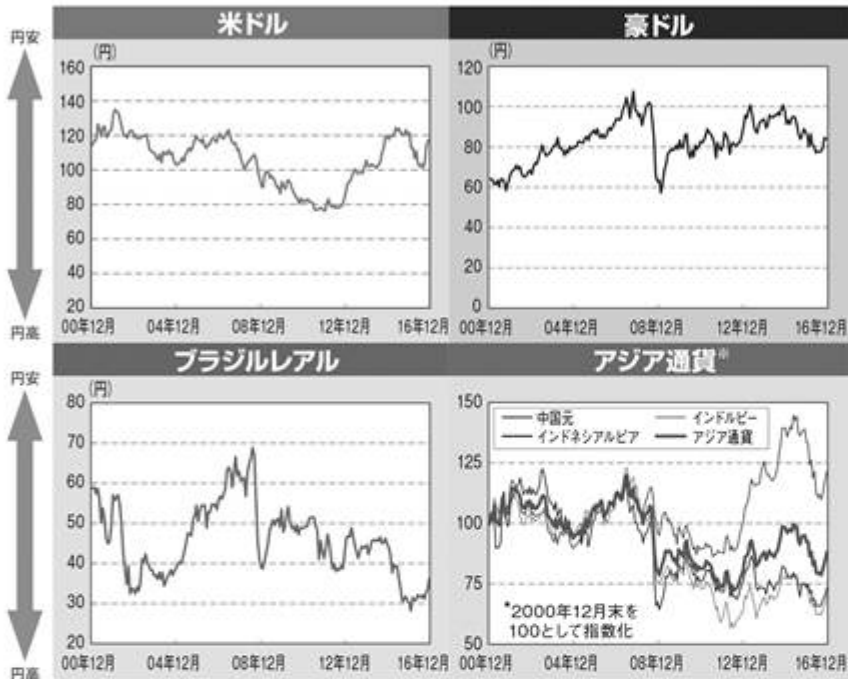 円安
円高
米ドル
(円)
160
140
120
100
80
60
40
20
00年12月 04年12月 08年12月 12年12月 16年12月
豪ドル
(円)
120
100
80
60
40
20
0
00年12月 04年12月 08年12月 12年12月 16年12月
円安
円高
ブラジルレアル
(円)
80
70
60
50
40
30
20
00年12月 04年12月 08年12月 12年12月 16年12月
アジア通貨※
150
125
100
75
50
中国元 インドルピー
インドネシアルピア アジア通貨
*2000年12月末を
100として指数化
00年12月 04年12月 08年12月 12年12月 16年12月